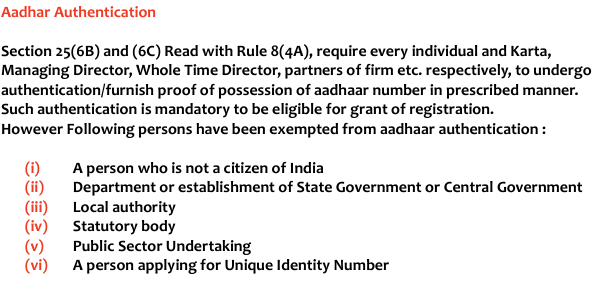 Aadhar Authentication
Section 25(6B) and (6C) Read with Rule 8(4A), require every individual and Karta,
Managing Director, Whole Time Director, partners of firm etc. respectively, to undergo
authentication/furnish proof of possession of aadhaar number in prescribed manner.
Such authentication is mandatory to be eligible for grant of registration.
However Following persons have been exempted from aadhaar authentication :
(i) A person who is not a citizen of India
(ii) Department or establishment of State Government or Central Government
(iii) Local authority
(iv) Statutory body
(v) Public Sector Undertaking
(vi) A person applying for Unique Identity Number